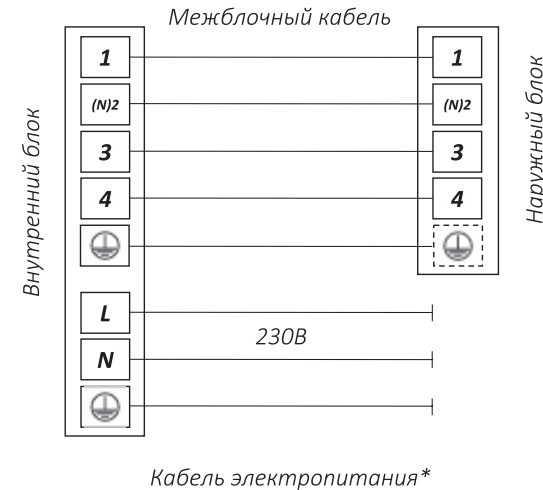 Межблочный кабель
Внутренний блок
Наружный блок
1 1
(N)2 (N)2
3 3
4 4
L
230В
N
Кабель электропитания*